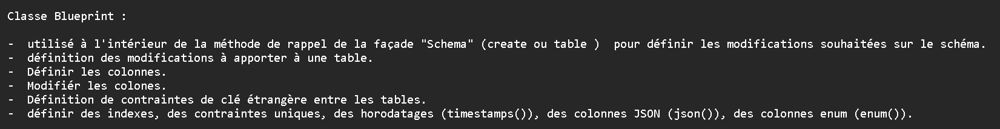 Classe Blueprint :
-  utilisé à l'intérieur de la méthode de rappel de la façade "Schema" (create ou table )  pour définir les modifications souhaitées sur le schéma.
-  définition des modifications à apporter à une table.
-  Définir les colonnes.
-  Modifiér les colones.
-  Définition de contraintes de clé étrangère entre les tables.
-  définir des indexes, des contraintes uniques, des horodatages (timestamps()), des colonnes JSON (json()), des colonnes enum (enum()).